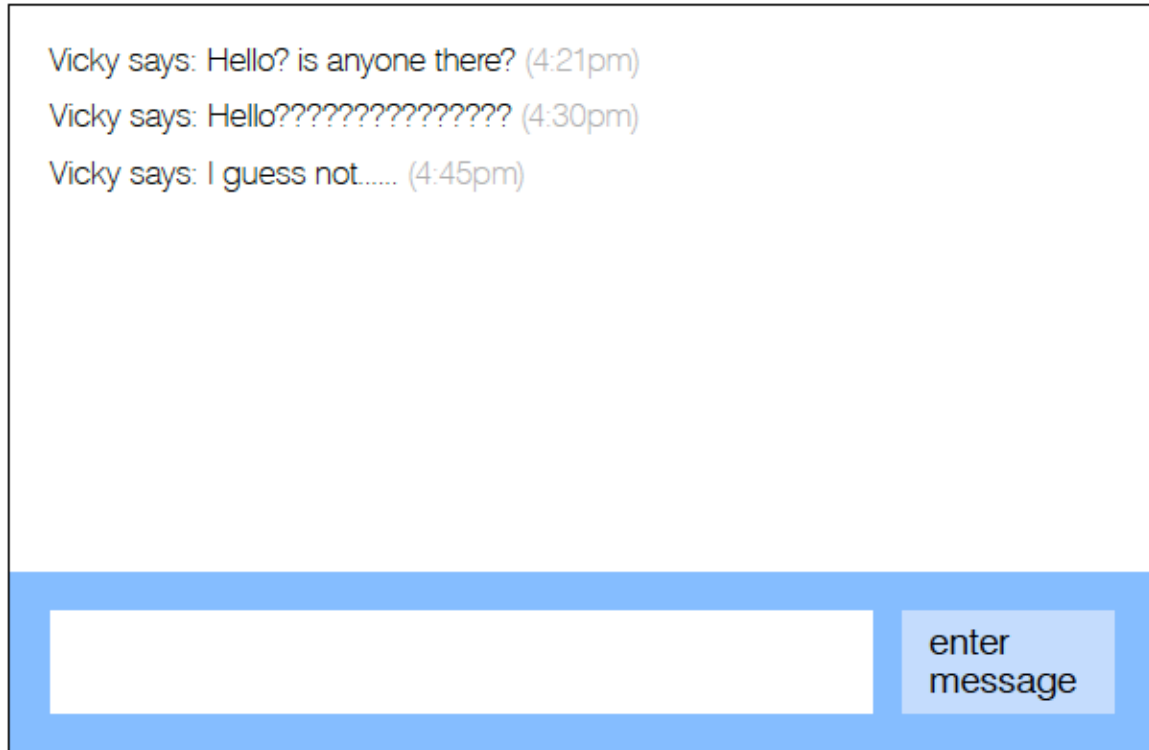 Vicky says: Hello? is anyone there? (4:21pm)
Vicky says: Hello??????????????? (4:30pm)
Vicky says: I guess not...... (4:45pm)
enter
message